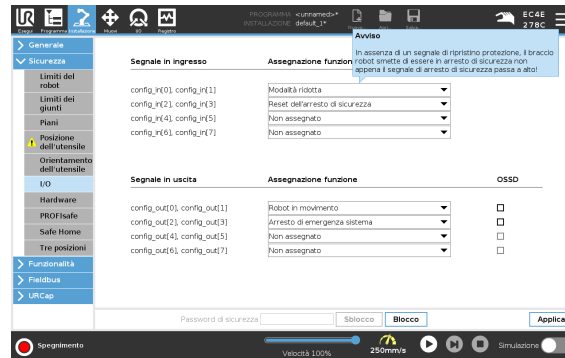 UR
PROGRAMMA <unnamed>*
INSTALLAZIONE default_1*
EC4E
278C
Esegui Programma Installazione Muovi I/O Registro
Avviso
In assenza di un segnale di ripristino protezione, il braccio
robot smette di essere in arresto di sicurezza non
appena il segnale di arresto di sicurezza passa a alto!
Generale
Sicurezza
Limiti del
robot
Limiti dei
giunti
Piani
Posizione
dell'utensile
Orientamento
dell'utensile
I/O
Hardware
PROFIsafe
Safe Home
Tre posizioni
Funzionalità
Fieldbus
URCap
Segnale in ingresso Assegnazione funzion
config_in[0], config_in[1] Modalità ridotta
config_in[2], config_in[3] Reset dell'arresto di sicurezza
config_in[4], config_in[5] Non assegnato
config_in[6], config_in[7] Non assegnato
Segnale in uscita Assegnazione funzione OSSD
config_out[0], config_out[1] Robot in movimento
config_out[2], config_out[3] Arresto di emergenza sistema
config_out[4], config_out[5] Non assegnato
config_out[6], config_out[7] Non assegnato
Password di sicurezza Sblocco Blocco Applica
Spegnimento
Velocità 100%
250mm/s
Simulazione